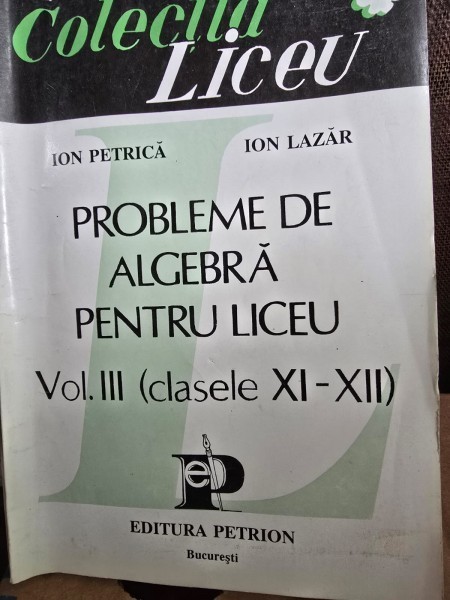 Colecția
Liceu
ION PETRICĂ ION LAZĂR
PROBLEME DE
ALGEBRĂ
PENTRU LICEU
Vol. III (clasele XI-XII)
ep
EDITURA PETRION
București